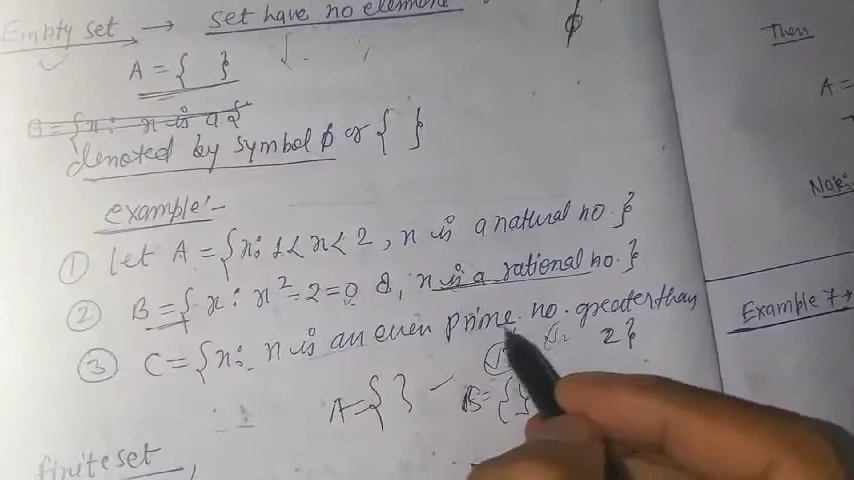 Empty set → set have no element
ϕ
A = { }
B = {x: x is a {
denoted by symbol ϕ or { }
example:-
① Let A = {x: 1 < x < 2, x is a natural no. }
② B = { x : x² - 2 = 0 &, x is a rational no. }
③ C = {x: x is an even prime no. greater than
2}
A = { }
B = {
finite set
Then
A =
Note:
Example 7 →